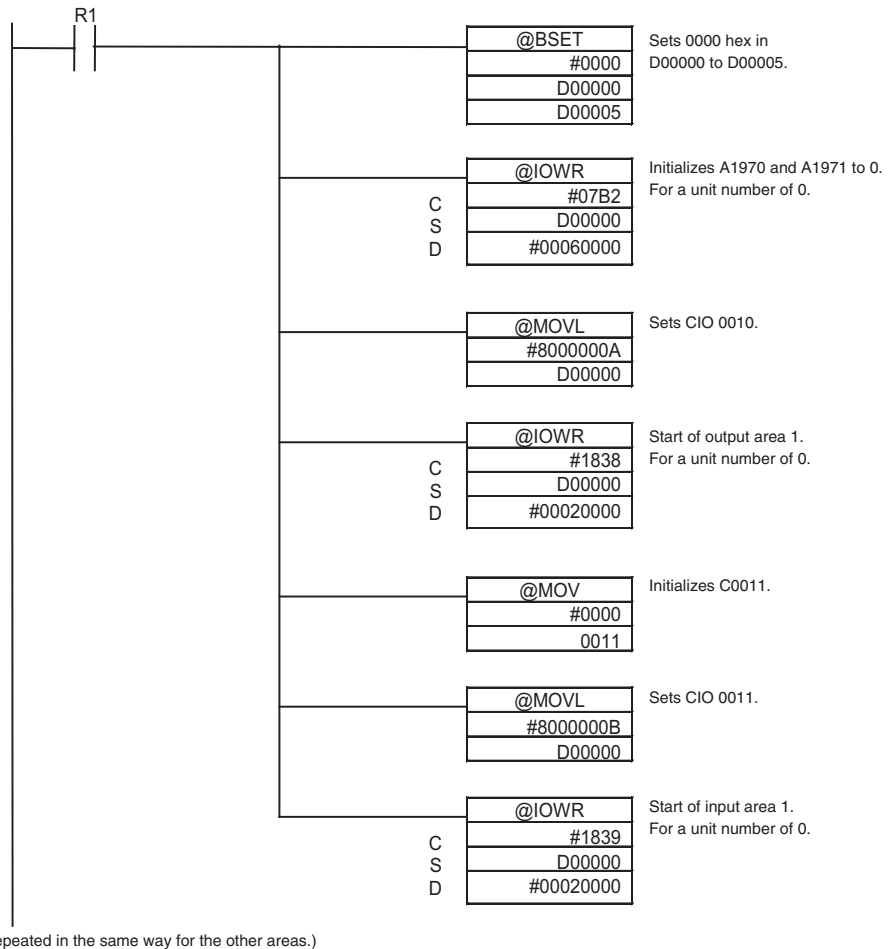 R1
@BSET
#0000
D00000
D00005
Sets 0000 hex in
D00000 to D00005.
@IOWR
C #07B2
S D00000
D #00060000
Initializes A1970 and A1971 to 0.
For a unit number of 0.
@MOVL
#8000000A
D00000
Sets CIO 0010.
@IOWR
C #1838
S D00000
D #00020000
Start of output area 1.
For a unit number of 0.
@MOV
#0000
0011
Initializes C0011.
@MOVL
#8000000B
D00000
Sets CIO 0011.
@IOWR
C #1839
S D00000
D #00020000
Start of input area 1.
For a unit number of 0.
epeated in the same way for the other areas.)